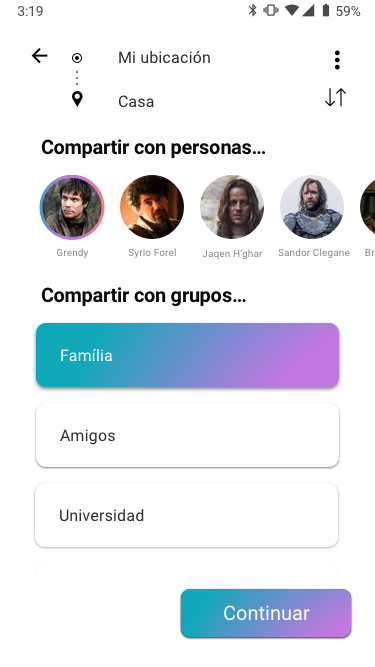 3:19
59%
Mi ubicación
Casa
Compartir con personas...
Grendy
Syrio Forel
Jaqen H'ghar
Sandor Clegane
Br
Compartir con grupos...
Família
Amigos
Universidad
Continuar